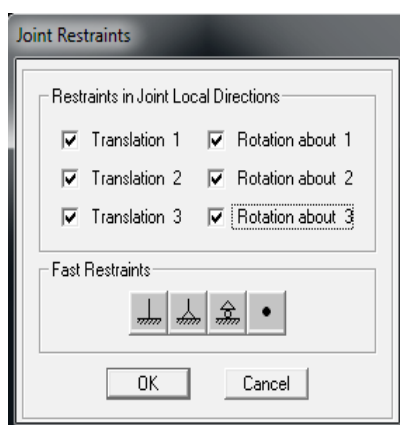 Joint Restraints
Restraints in Joint Local Directions
Translation 1 Rotation about 1
Translation 2 Rotation about 2
Translation 3 Rotation about 3
Fast Restraints
OK Cancel